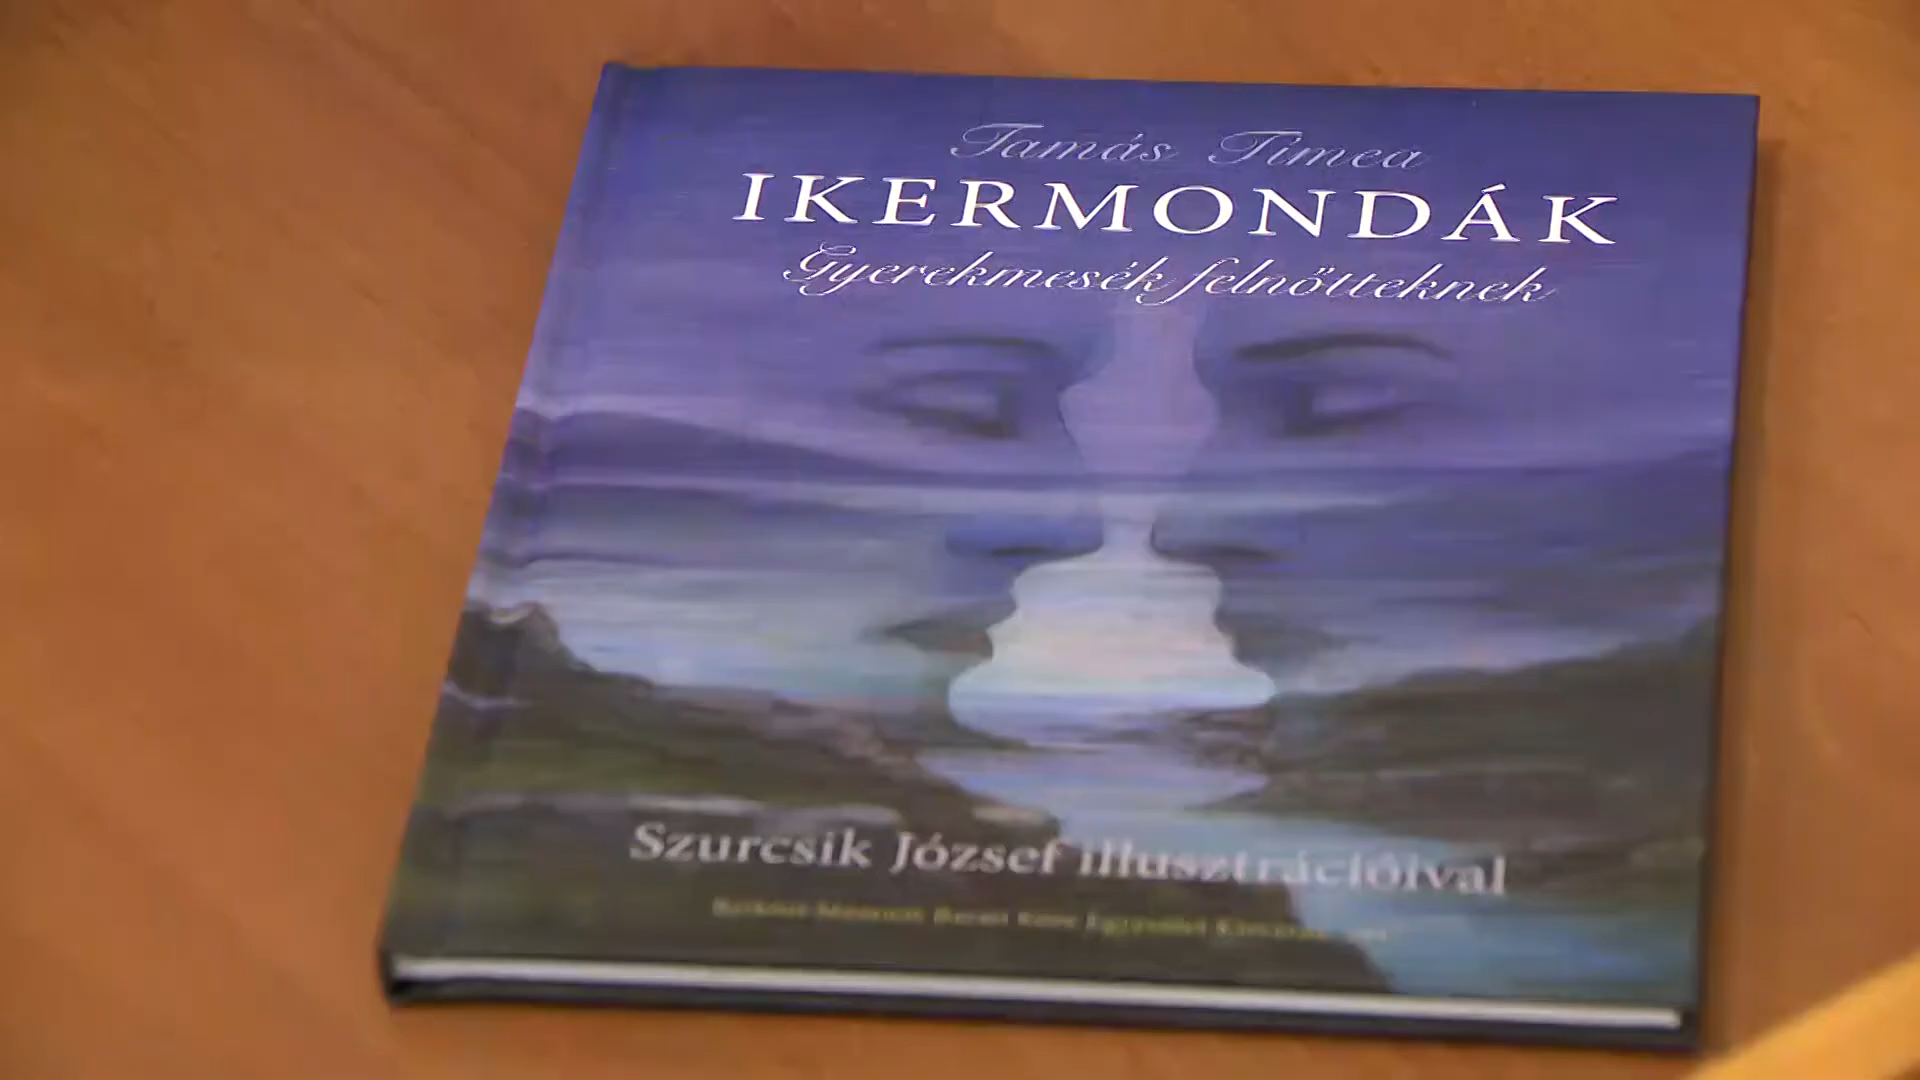 Tamás Tímea
IKERMONDÁK
Gyerekmesék felnőtteknek
Szurcsik József illusztrációival